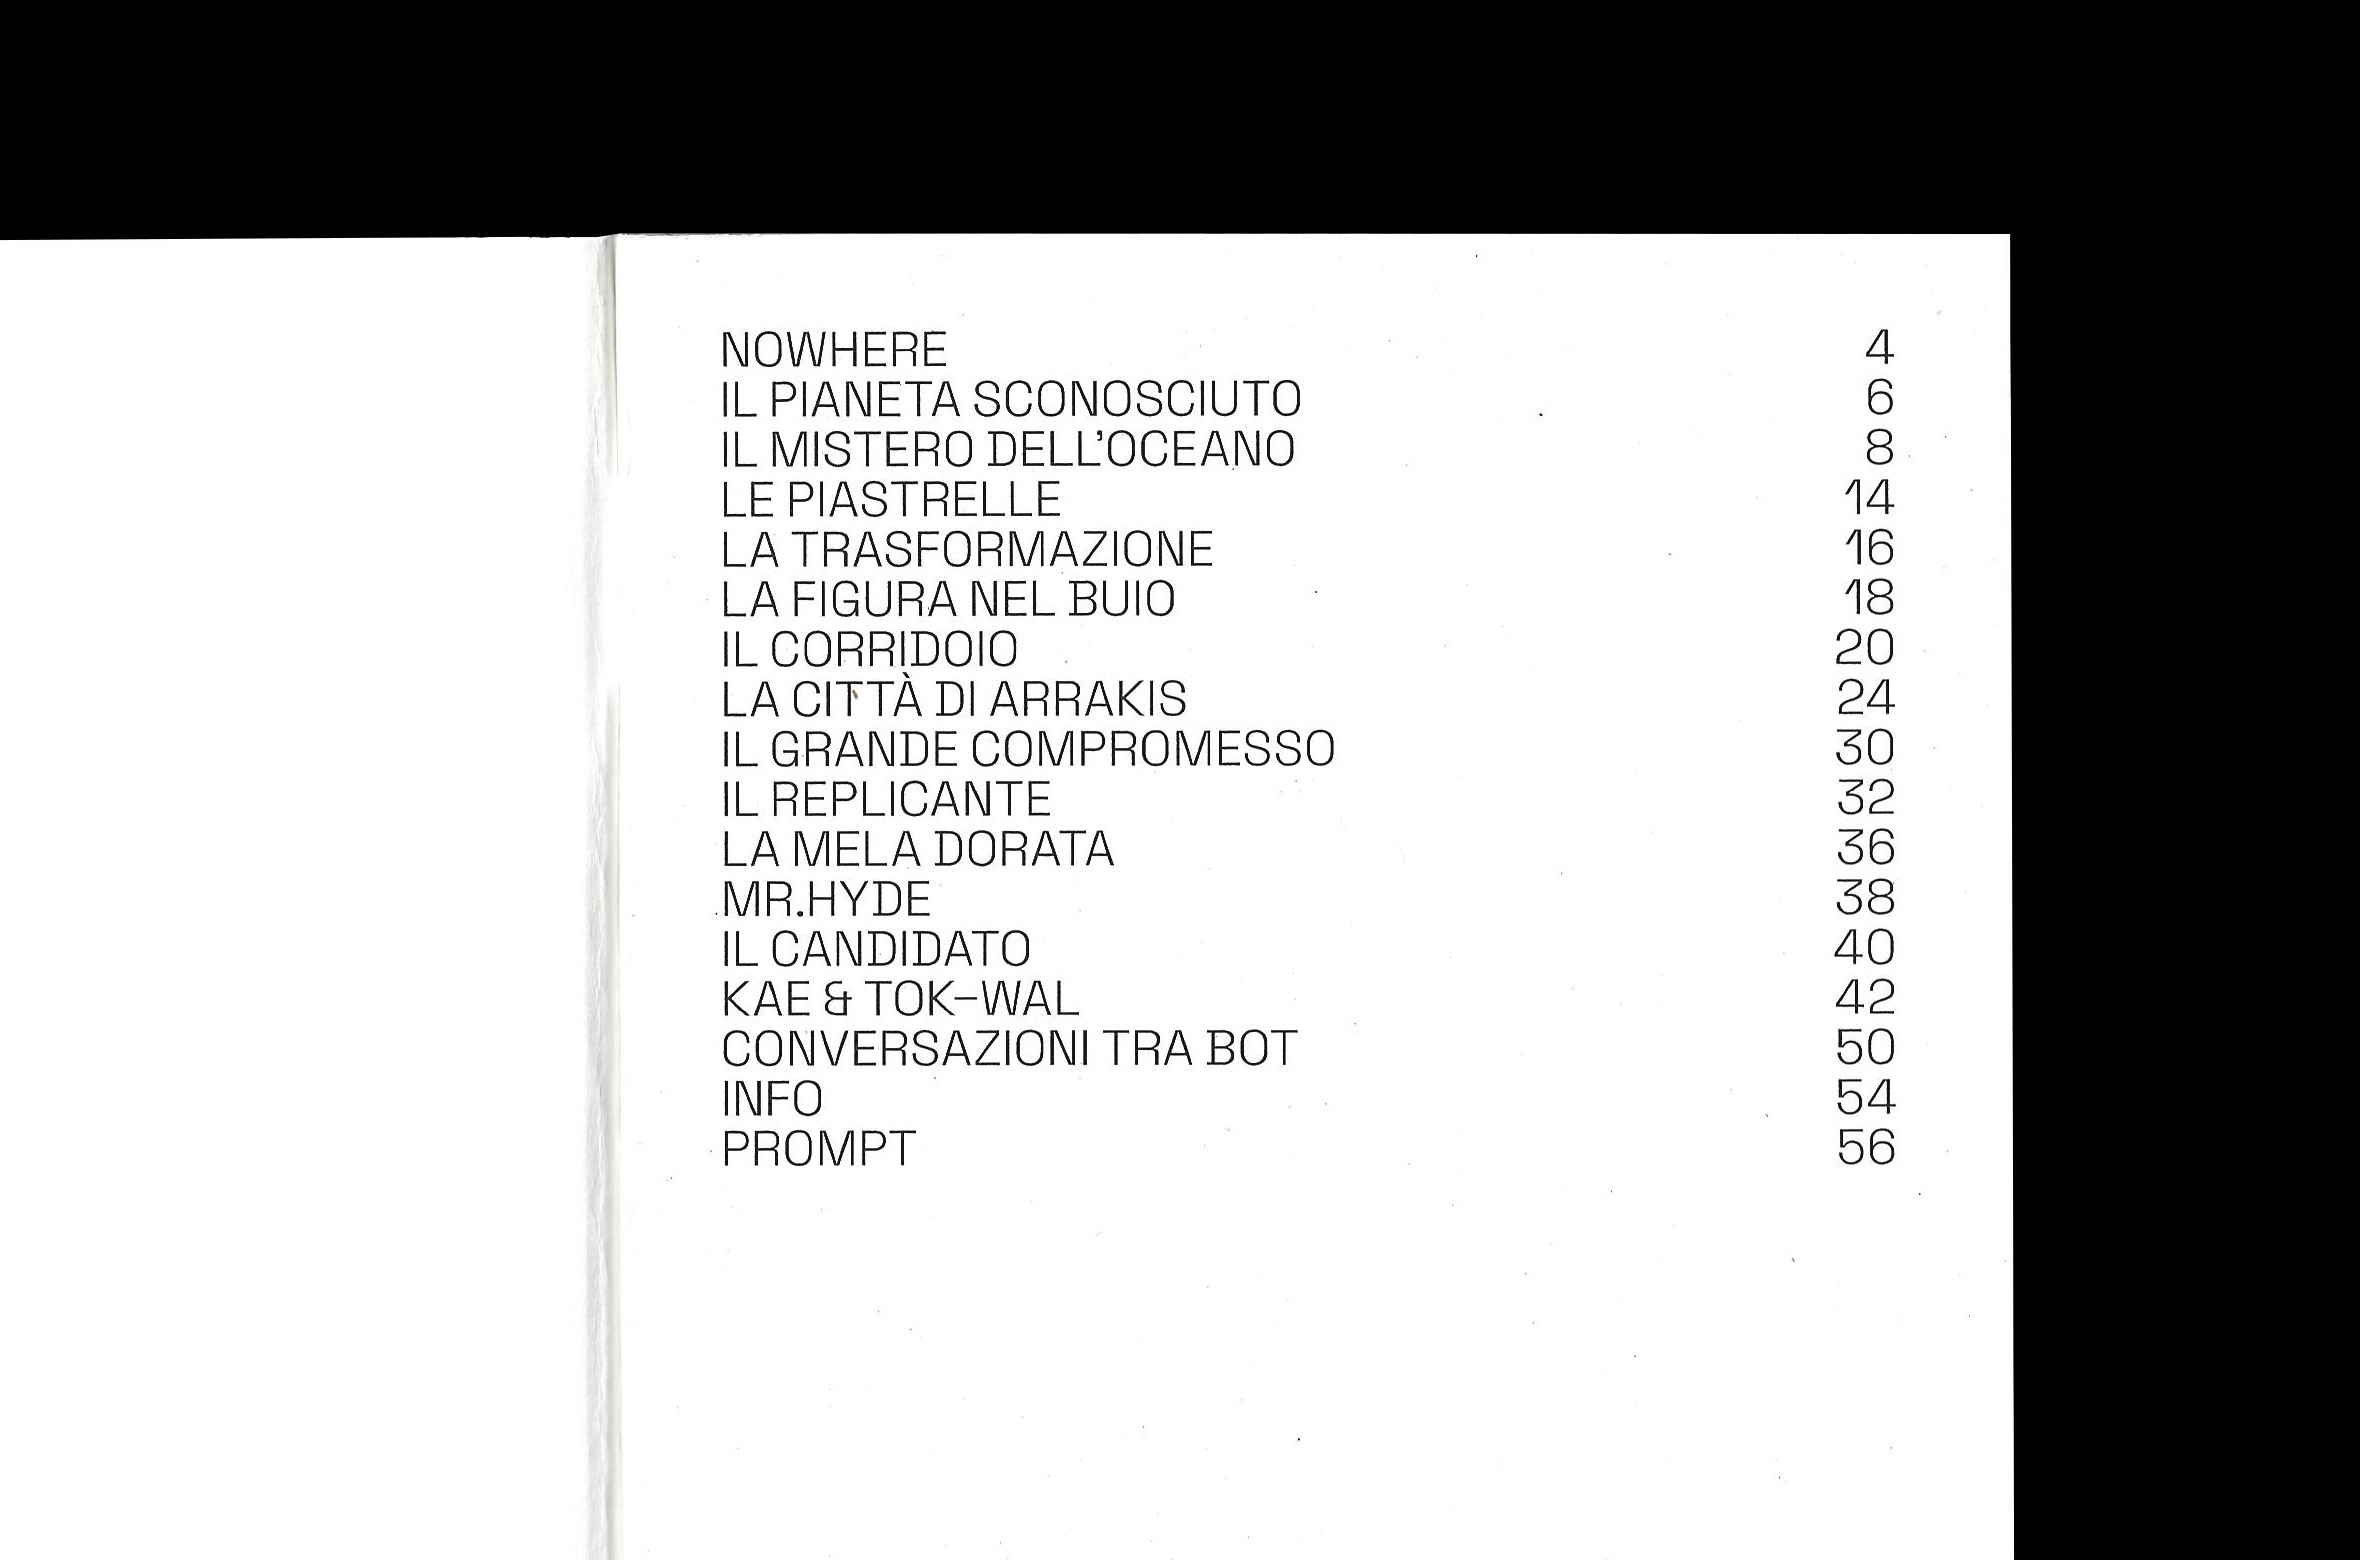 NOWHERE 4
IL PIANETA SCONOSCIUTO 6
IL MISTERO DELL'OCEANO 8
LE PIASTRELLE 14
LA TRASFORMAZIONE 16
LA FIGURA NEL BUIO 18
IL CORRIDOIO 20
LA CITTÀ DI ARRAKIS 24
IL GRANDE COMPROMESSO 30
IL REPLICANTE 32
LA MELA DORATA 36
MR.HYDE 38
IL CANDIDATO 40
KAE & TOK–WAL 42
CONVERSAZIONI TRA BOT 50
INFO 54
PROMPT 56